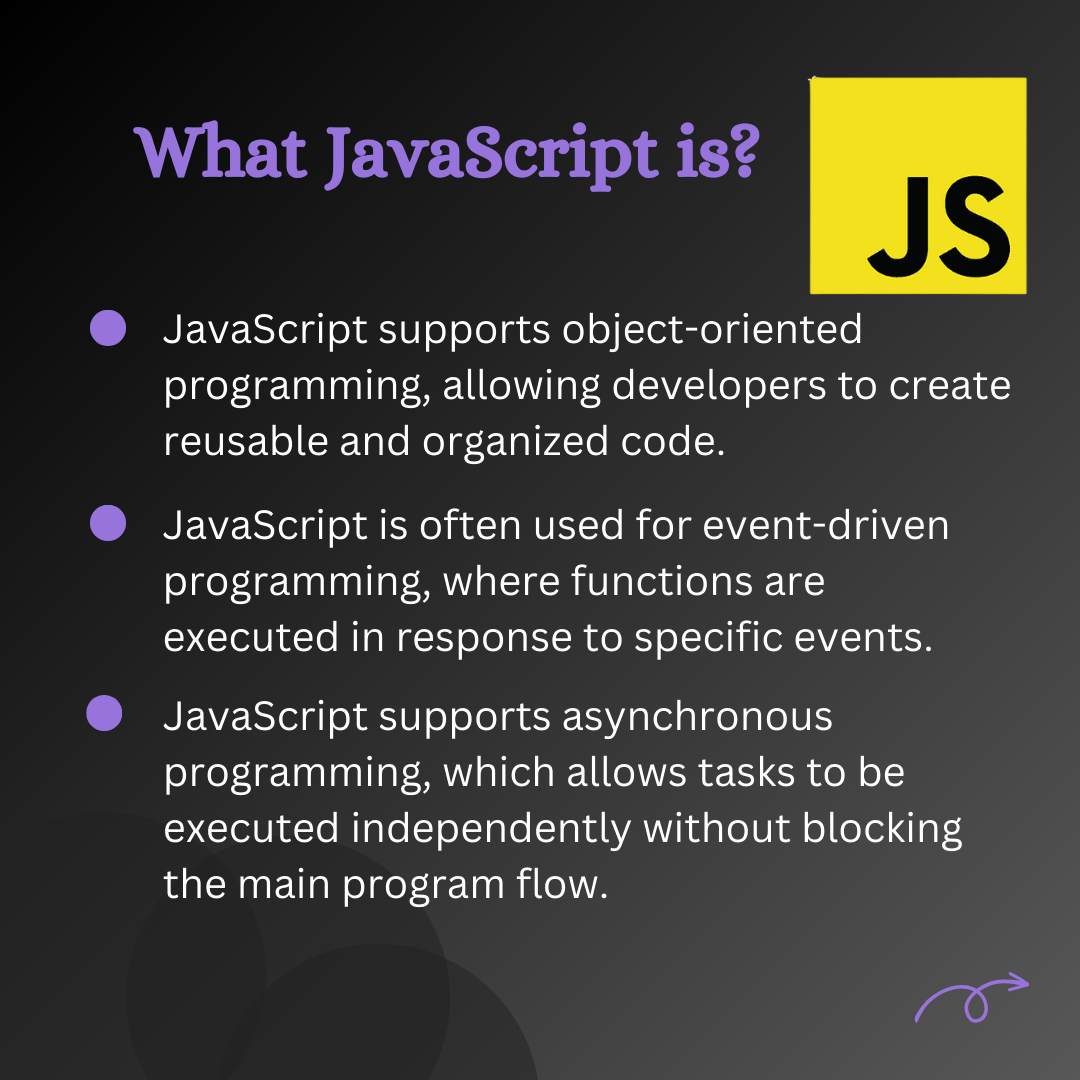 What JavaScript is?
JS
JavaScript supports object-oriented
programming, allowing developers to create
reusable and organized code.
JavaScript is often used for event-driven
programming, where functions are
executed in response to specific events.
JavaScript supports asynchronous
programming, which allows tasks to be
executed independently without blocking
the main program flow.